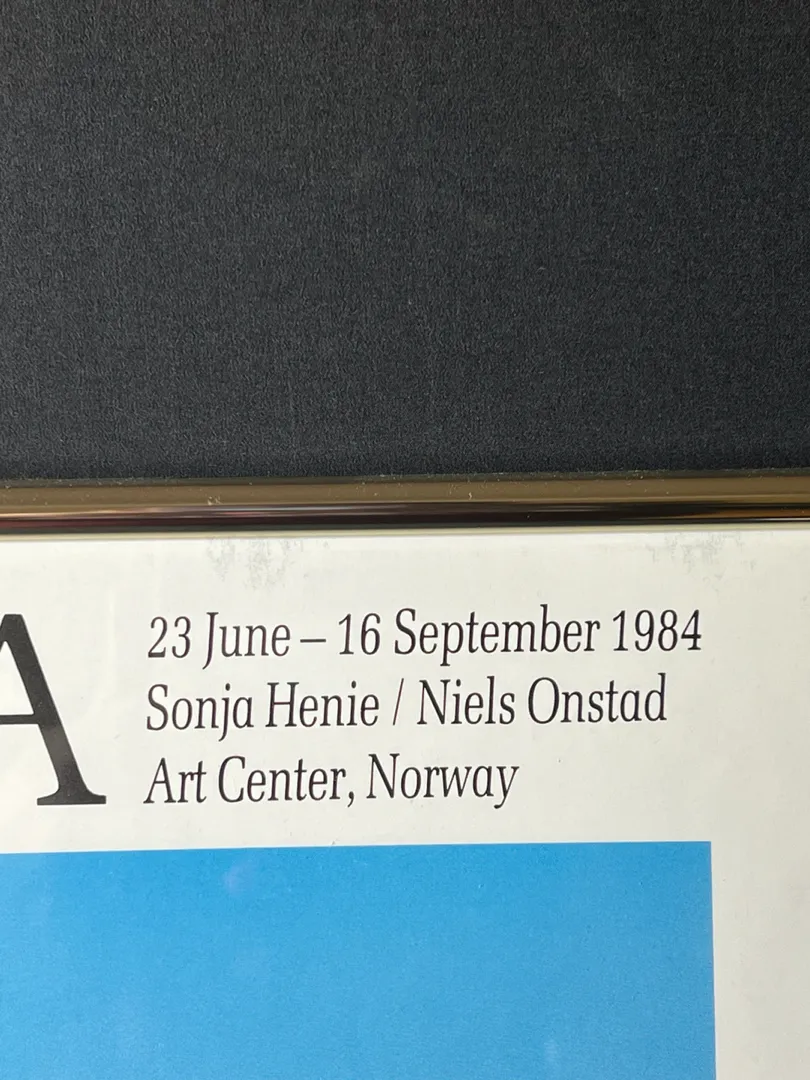 A
23 June – 16 September 1984
Sonja Henie / Niels Onstad
Art Center, Norway